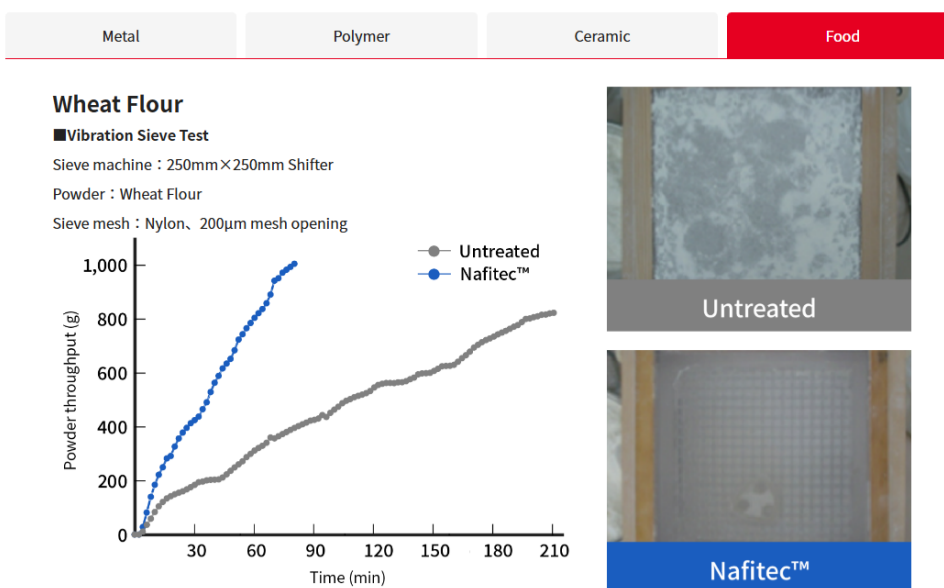 Metal
Polymer
Ceramic
Food
Wheat Flour
■Vibration Sieve Test
Sieve machine：250mm×250mm Shifter
Powder：Wheat Flour
Sieve mesh：Nylon、200μm mesh opening
Untreated
Nafitec™
Powder throughput (g)
1,000
800
600
400
200
0
30 60 90 120 150 180 210
Time (min)
Untreated
Nafitec™